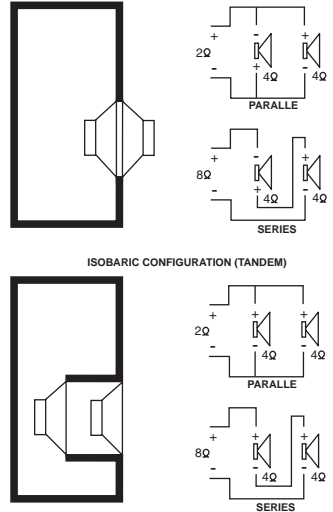 + - +
2Ω
- + -
4Ω 4Ω
PARALLE
+ - +
8Ω
- + -
4Ω 4Ω
SERIES
ISOBARIC CONFIGURATION (TANDEM)
+ + +
2Ω
- - -
4Ω 4Ω
PARALLE
+ + +
8Ω
- - -
4Ω 4Ω
SERIES